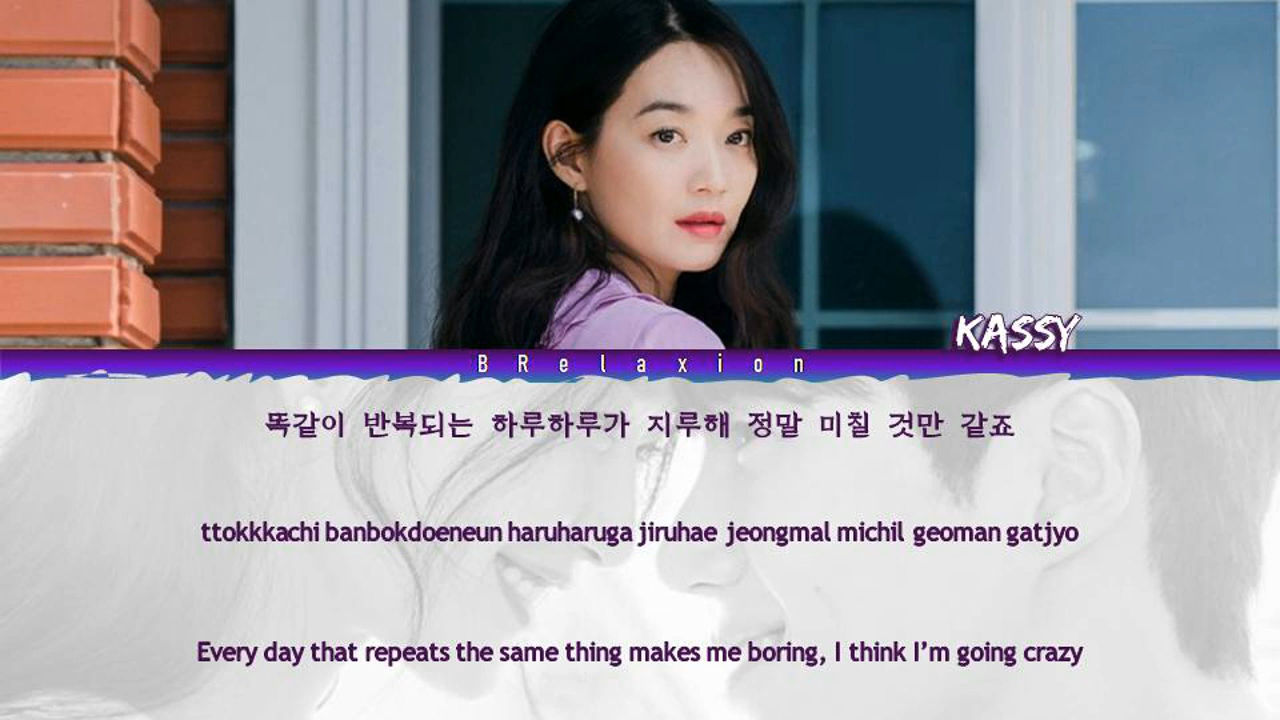 KASSY
BRelaxion
똑같이 반복되는 하루하루가 지루해 정말 미칠 것만 같죠
ttokkkachi banbokdoeneun haruharuga jiruhae jeongmal michil geoman gatjyo
Every day that repeats the same thing makes me boring, I think I’m going crazy